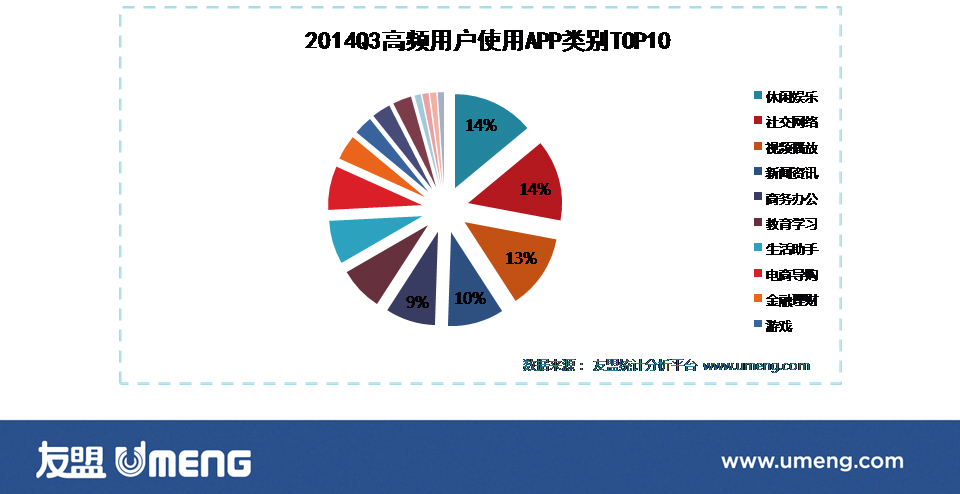 2014Q3高频用户使用APP类别TOP10
14%
14%
13%
10%
9%
休闲娱乐
社交网络
视频播放
新闻资讯
商务办公
教育学习
生活助手
电商导购
金融理财
游戏
数据来源： 友盟统计分析平台 www.umeng.com
友盟 UMENG
www.umeng.com